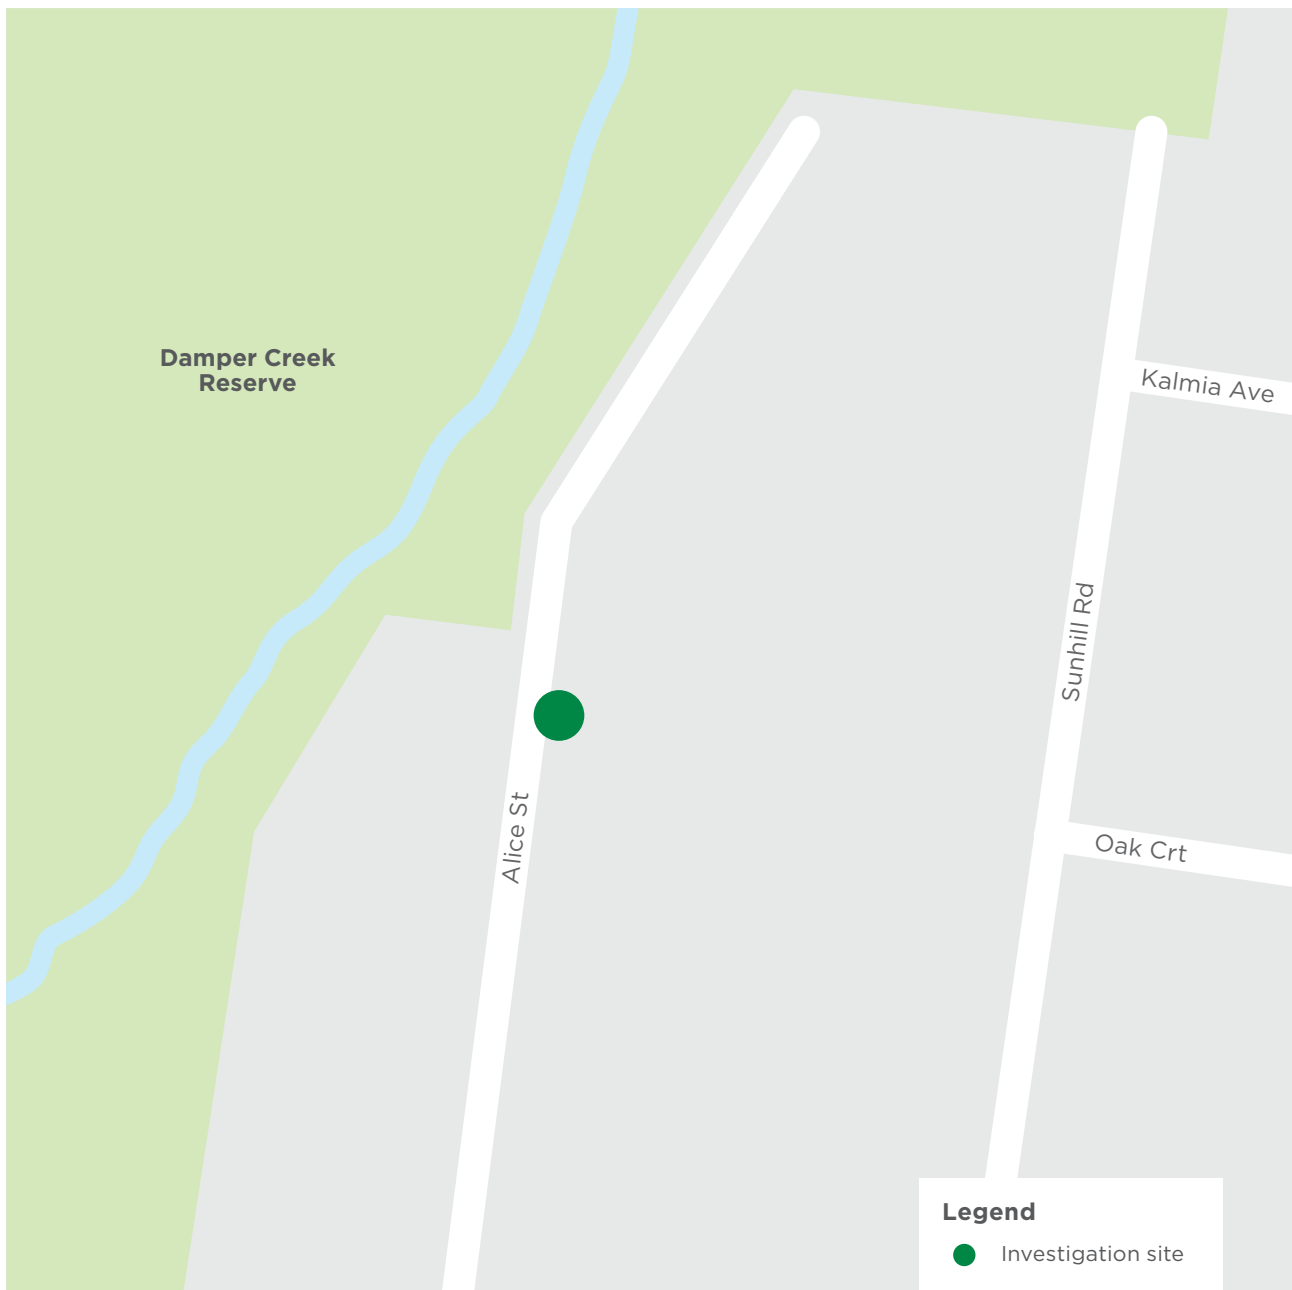 Damper Creek
Reserve
Kalmia Ave
Sunhill Rd
Alice St
Oak Crt
Legend
Investigation site